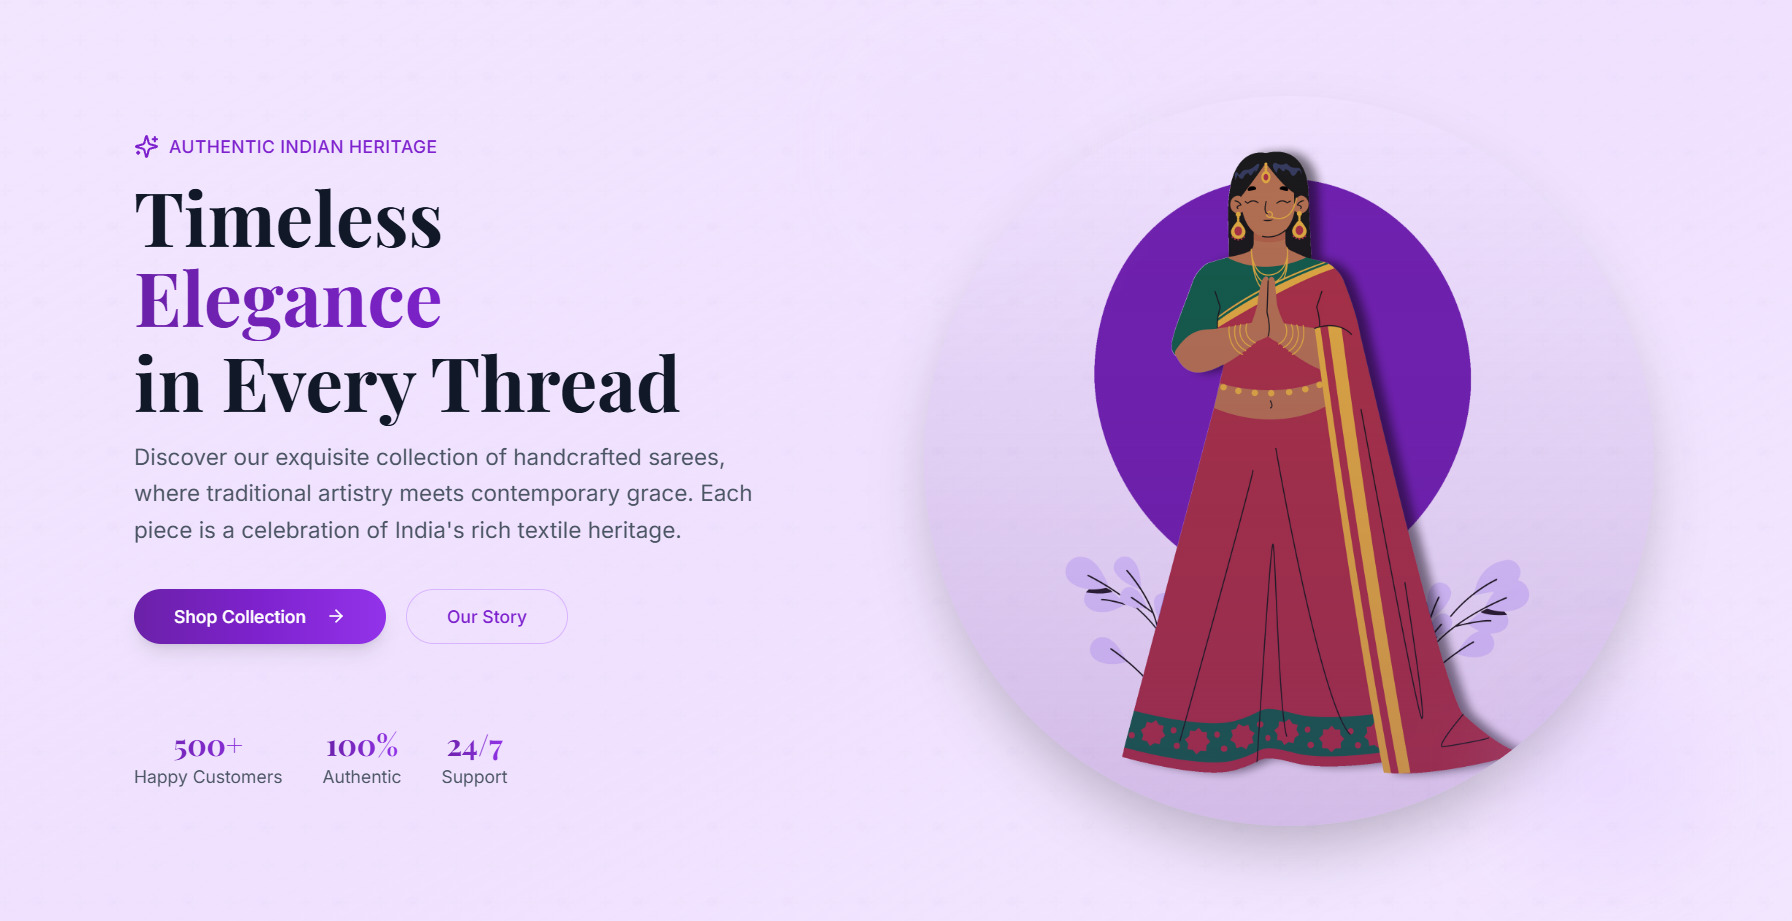 AUTHENTIC INDIAN HERITAGE
Timeless
Elegance
in Every Thread
Discover our exquisite collection of handcrafted sarees,
where traditional artistry meets contemporary grace. Each
piece is a celebration of India's rich textile heritage.
Shop Collection →
Our Story
500+
Happy Customers
100%
Authentic
24/7
Support